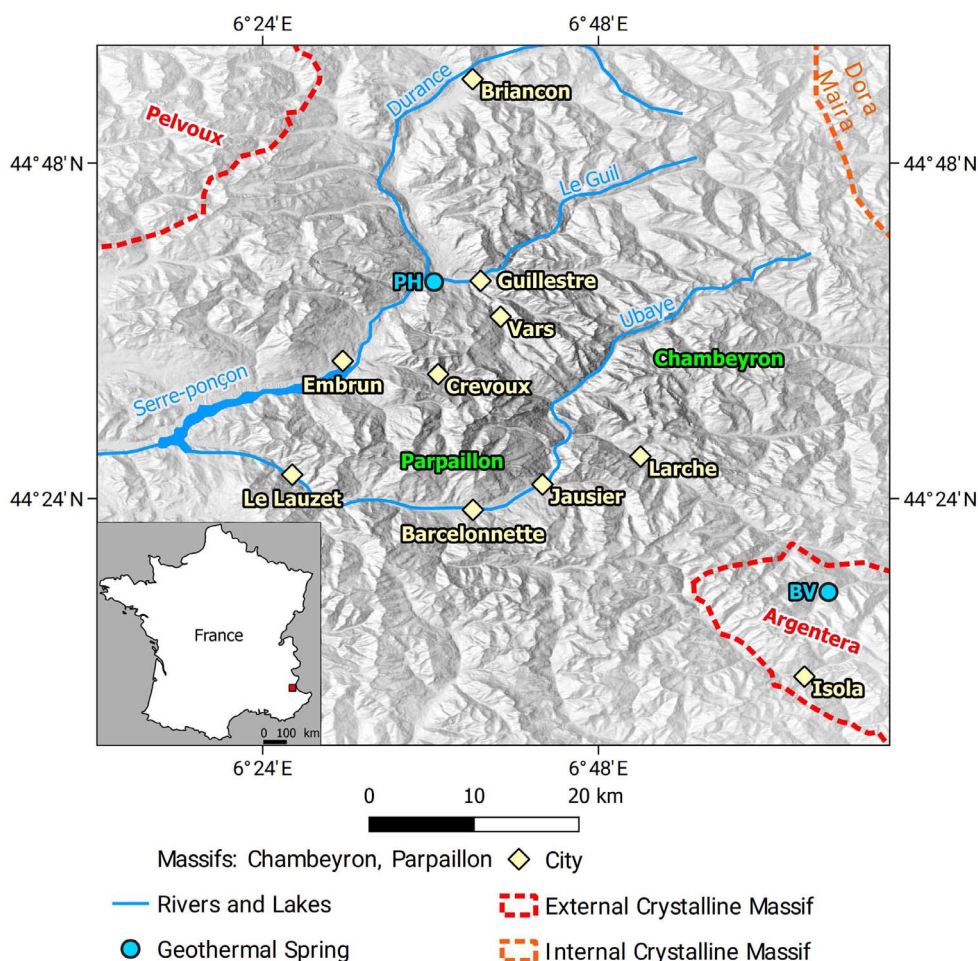 6°24'E
6°48'E
Durance
Briancon
Pelvoux
Dora
Maira
44°48'N
44°48'N
Le Guil
PH
Guillestre
Vars
Ubaye
Chambeyron
Serre-ponçon
Embrun
Crevoux
Parpaillon
Larche
Le Lauzet
Jausier
44°24'N
44°24'N
Barcelonnette
BV
Argentera
France
Isola
0 100 km
6°24'E
6°48'E
0 10 20 km
Massifs: Chambeyron, Parpaillon
City
Rivers and Lakes
External Crystalline Massif
Geothermal Spring
Internal Crystalline Massif